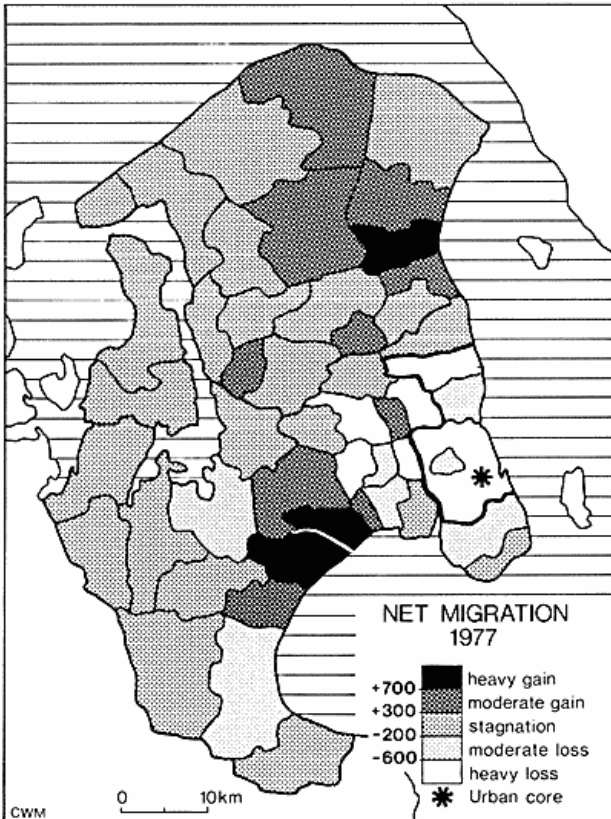 NET MIGRATION
1977
heavy gain
+700
moderate gain
+300
stagnation
-200
moderate loss
-600
heavy loss
Urban core
0 10km
CWM